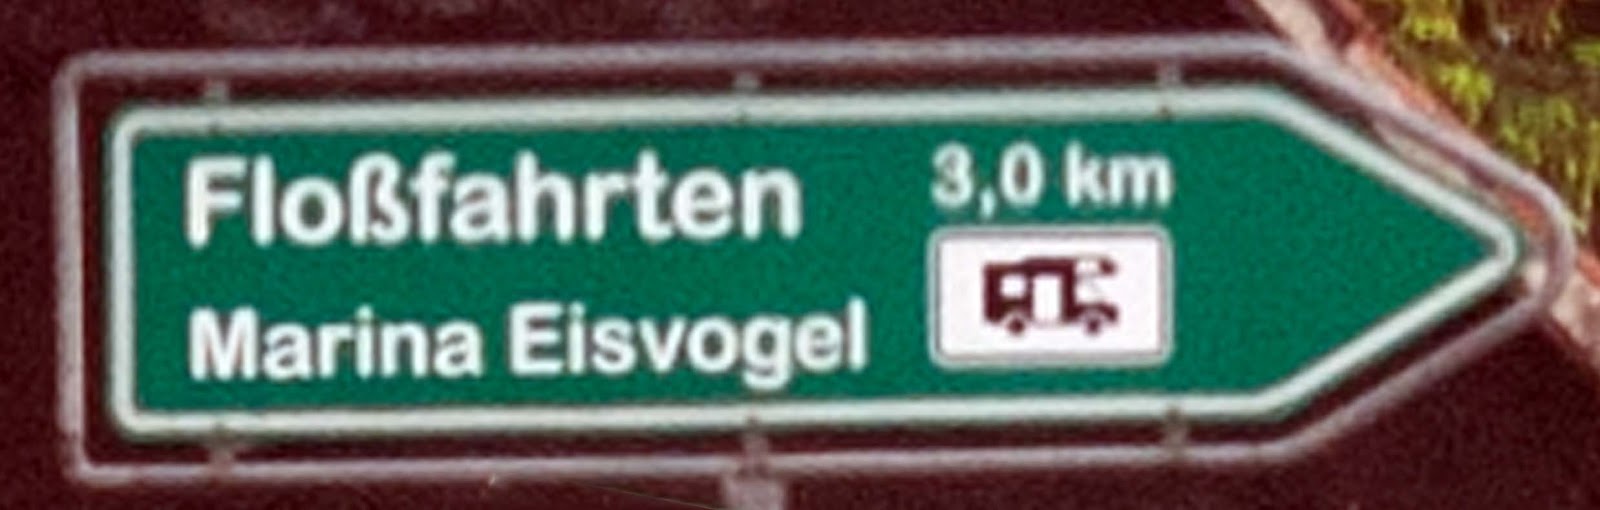 Floßfahrten
3,0 km
Marina Eisvogel